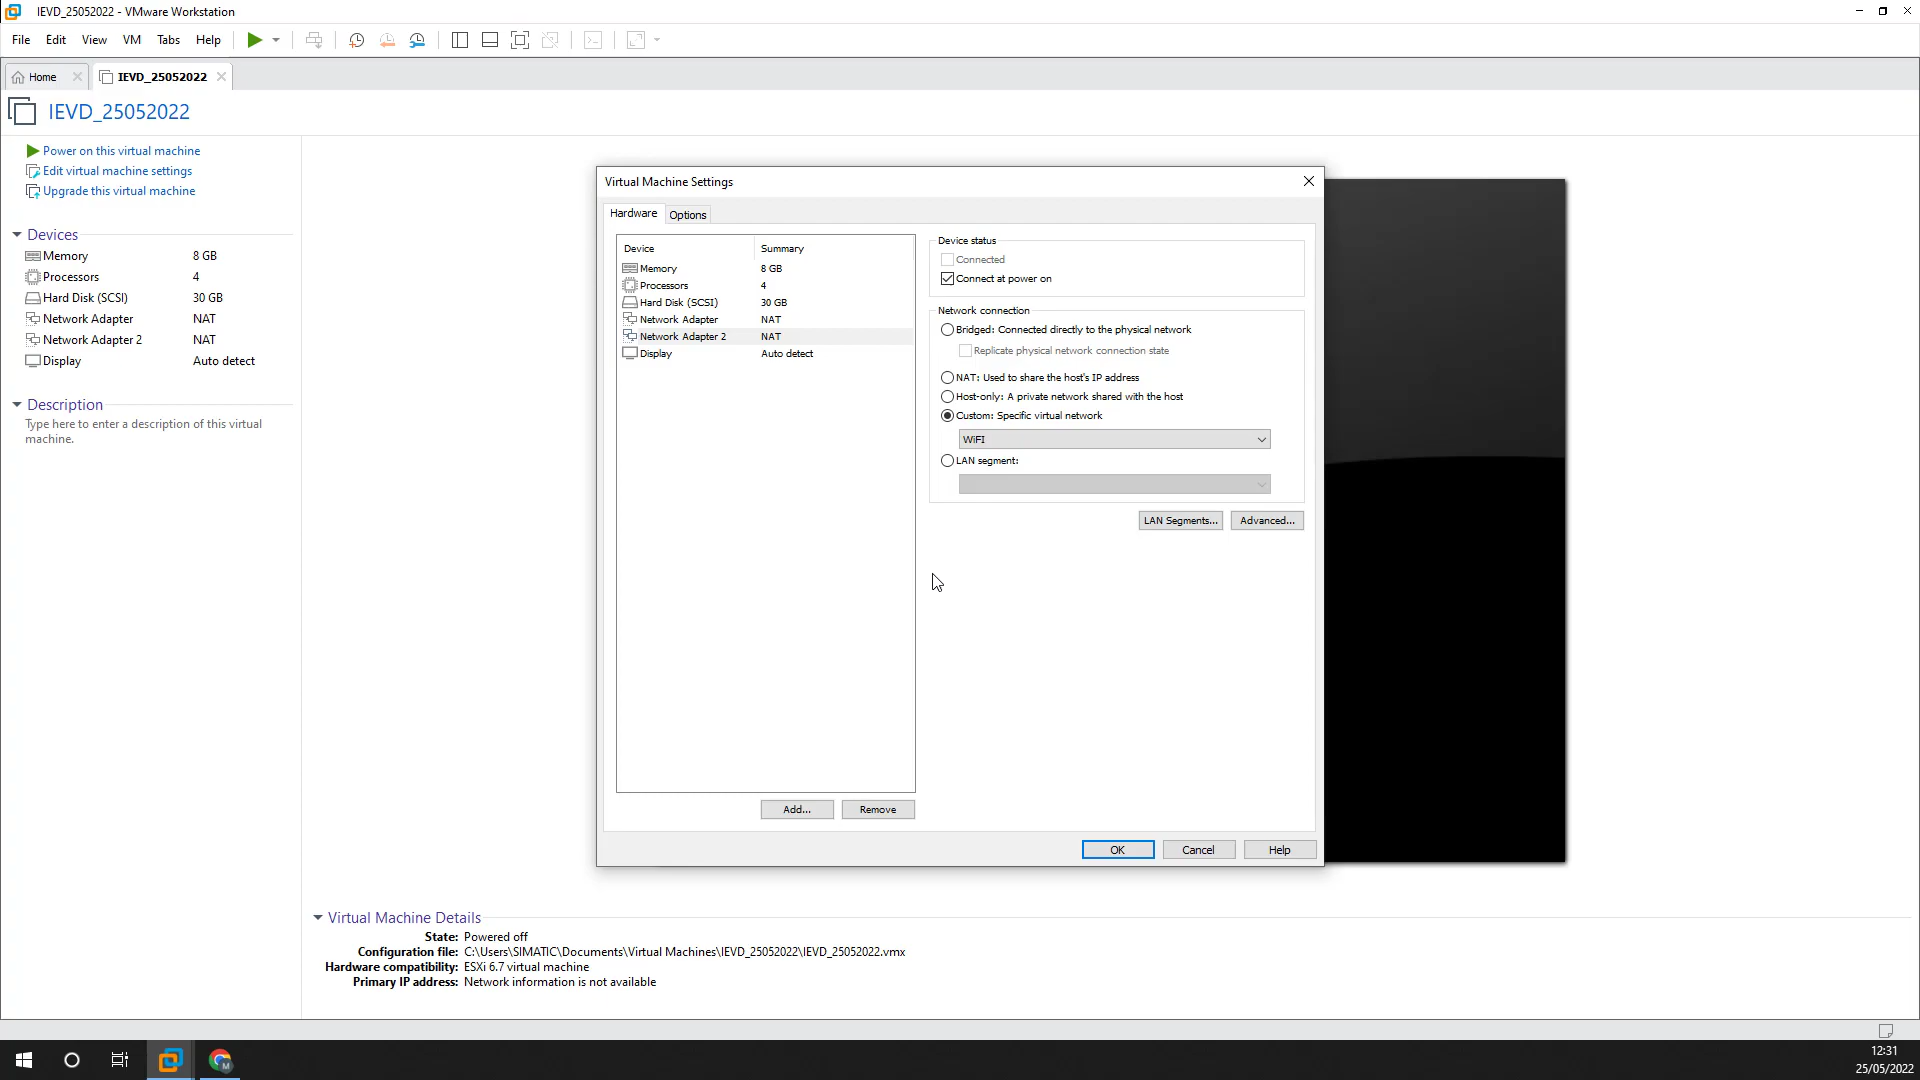 IEVD_25052022 - VMware Workstation
File Edit View VM Tabs Help
Home IEVD_25052022
IEVD_25052022
Power on this virtual machine
Edit virtual machine settings
Upgrade this virtual machine
Devices
Memory 8 GB
Processors 4
Hard Disk (SCSI) 30 GB
Network Adapter NAT
Network Adapter 2 NAT
Display Auto detect
Description
Type here to enter a description of this virtual
machine.
Virtual Machine Settings
Hardware Options
Device Summary
Memory 8 GB
Processors 4
Hard Disk (SCSI) 30 GB
Network Adapter NAT
Network Adapter 2 NAT
Display Auto detect
Add... Remove
Device status
Connected
Connect at power on
Network connection
Bridged: Connected directly to the physical network
Replicate physical network connection state
NAT: Used to share the host's IP address
Host-only: A private network shared with the host
Custom: Specific virtual network
WiFI
LAN segment:
LAN Segments... Advanced...
OK Cancel Help
Virtual Machine Details
State: Powered off
Configuration file: C:\Users\SIMATIC\Documents\Virtual Machines\IEVD_25052022\IEVD_25052022.vmx
Hardware compatibility: ESXi 6.7 virtual machine
Primary IP address: Network information is not available
M
12:31
25/05/2022